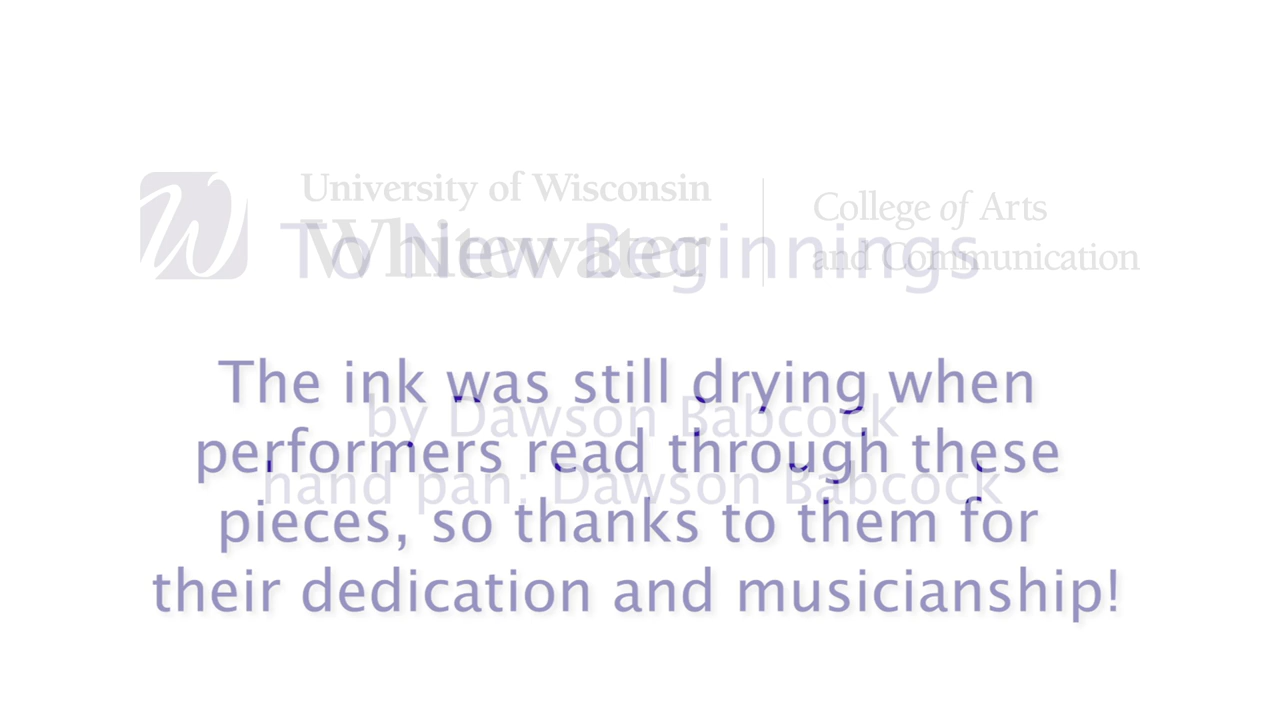 University of Wisconsin
Whitewater
College of Arts
and Communication
To New Beginnings
by Dawson Babcock
hand pan: Dawson Babcock
The ink was still drying when
performers read through these
pieces, so thanks to them for
their dedication and musicianship!